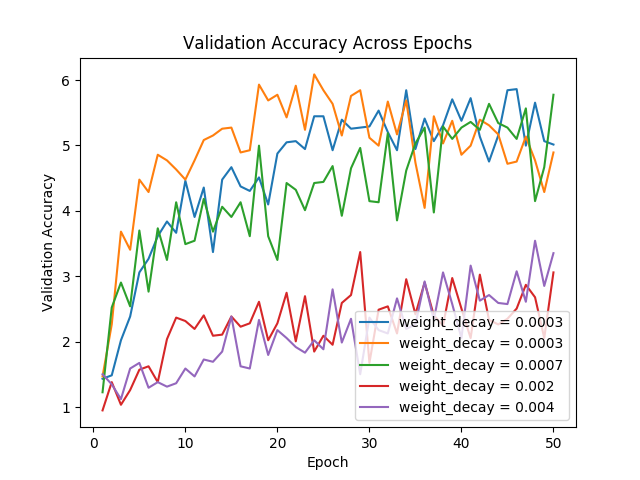 Validation Accuracy Across Epochs
Validation Accuracy
6
5
4
3
2
1
0
10
20
30
40
50
Epoch
weight_decay = 0.0003
weight_decay = 0.0003
weight_decay = 0.0007
weight_decay = 0.002
weight_decay = 0.004